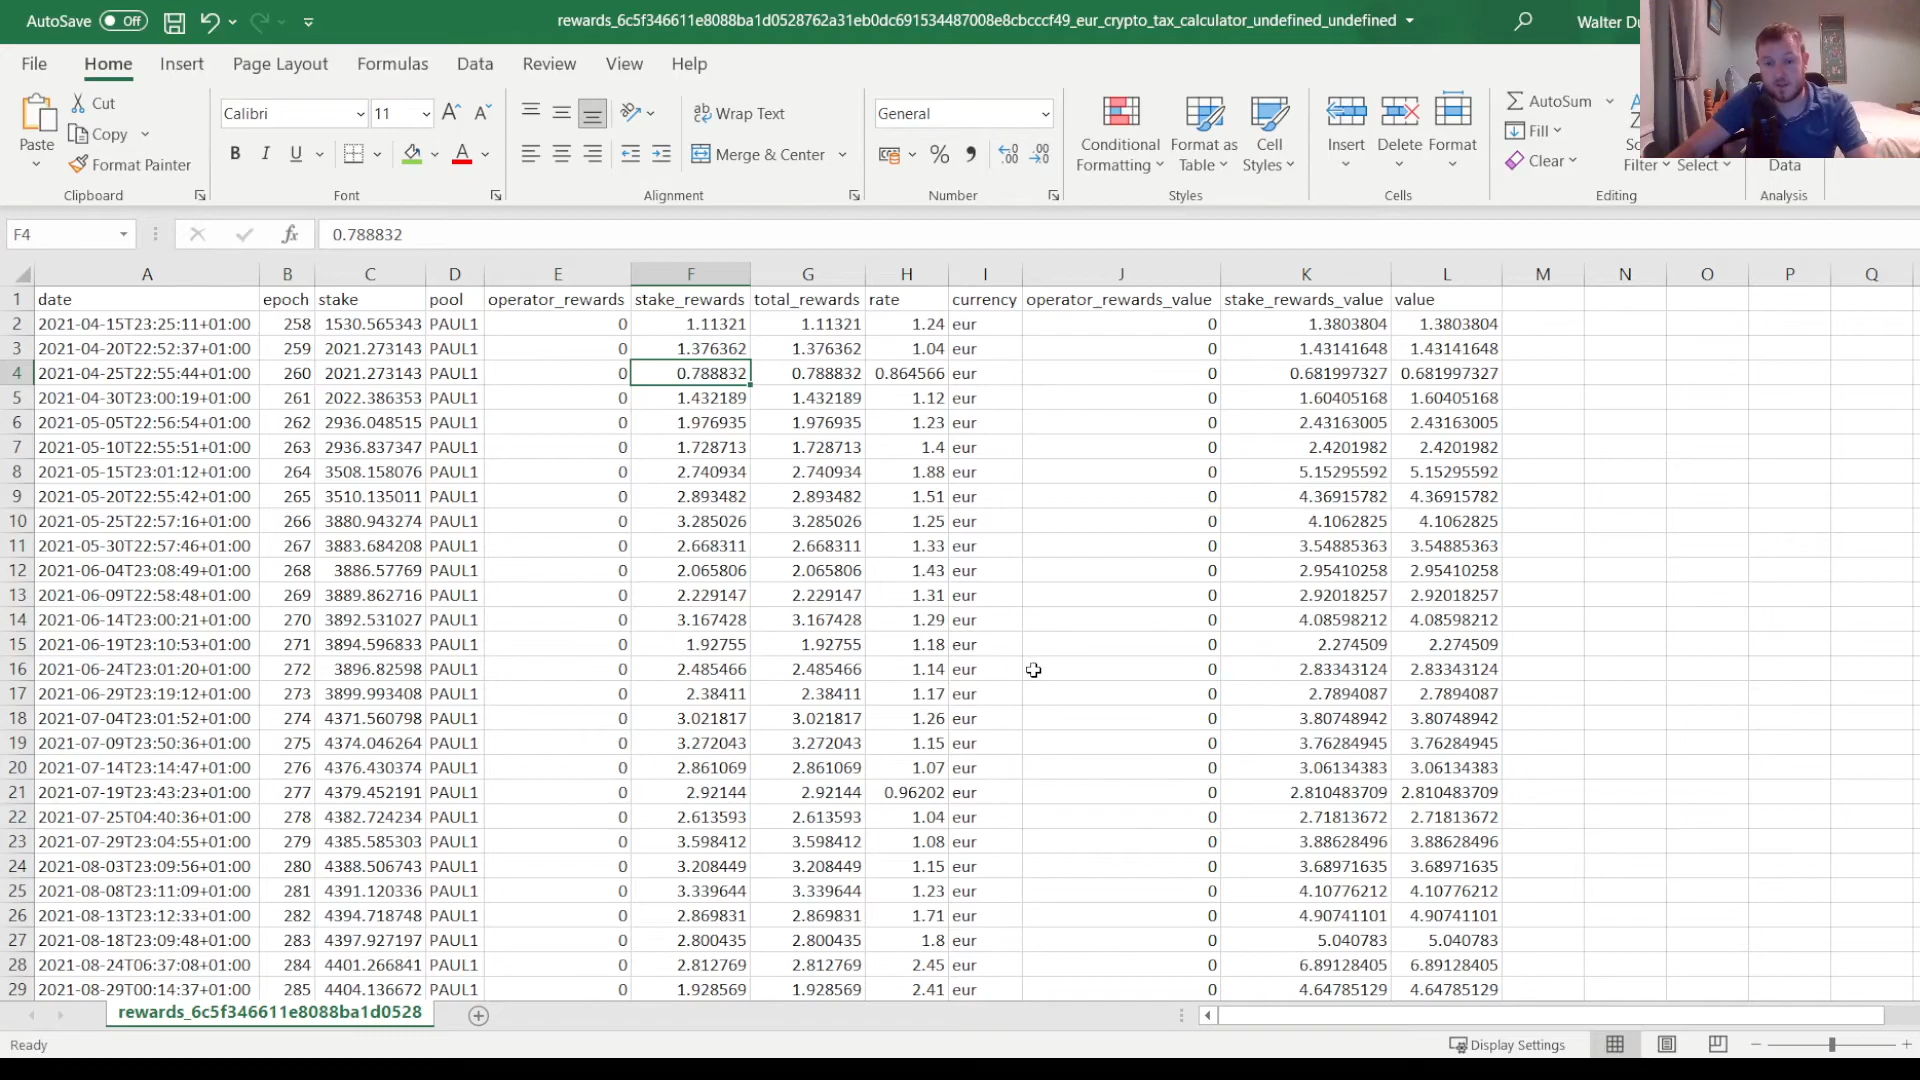 AutoSave Off rewards_6c5f346611e8088ba1d0528762a31eb0dc691534487008e8cbcccf49_eur_crypto_tax_calculator_undefined_undefined Walter
File Home Insert Page Layout Formulas Data Review View Help
Cut Calibri 11 Wrap Text General AutoSum
Copy Conditional Format as Cell Insert Delete Format Fill
Paste Format Painter B I U Merge & Center Formatting Table Styles Clear Filter Select Data
Clipboard Font Alignment Number Styles Cells Editing Analysis
F4 fx 0.788832
A B C D E F G H I J K L M N O P Q
1 date epoch stake pool operator_rewards stake_rewards total_rewards rate currency operator_rewards_value stake_rewards_value value
2 2021-04-15T23:25:11+01:00 258 1530.565343 PAUL1 0 1.11321 1.11321 1.24 eur 0 1.3803804 1.3803804
3 2021-04-20T22:52:37+01:00 259 2021.273143 PAUL1 0 1.376362 1.376362 1.04 eur 0 1.43141648 1.43141648
4 2021-04-25T22:55:44+01:00 260 2021.273143 PAUL1 0 0.788832 0.788832 0.864566 eur 0 0.681997327 0.681997327
5 2021-04-30T23:00:19+01:00 261 2022.386353 PAUL1 0 1.432189 1.432189 1.12 eur 0 1.60405168 1.60405168
6 2021-05-05T22:56:54+01:00 262 2936.048515 PAUL1 0 1.976935 1.976935 1.23 eur 0 2.43163005 2.43163005
7 2021-05-10T22:55:51+01:00 263 2936.837347 PAUL1 0 1.728713 1.728713 1.4 eur 0 2.4201982 2.4201982
8 2021-05-15T23:01:12+01:00 264 3508.158076 PAUL1 0 2.740934 2.740934 1.88 eur 0 5.15295592 5.15295592
9 2021-05-20T22:55:42+01:00 265 3510.135011 PAUL1 0 2.893482 2.893482 1.51 eur 0 4.36915782 4.36915782
10 2021-05-25T22:57:16+01:00 266 3880.943274 PAUL1 0 3.285026 3.285026 1.25 eur 0 4.1062825 4.1062825
11 2021-05-30T22:57:46+01:00 267 3883.684208 PAUL1 0 2.668311 2.668311 1.33 eur 0 3.54885363 3.54885363
12 2021-06-04T23:08:49+01:00 268 3886.57769 PAUL1 0 2.065806 2.065806 1.43 eur 0 2.95410258 2.95410258
13 2021-06-09T22:58:48+01:00 269 3889.862716 PAUL1 0 2.229147 2.229147 1.31 eur 0 2.92018257 2.92018257
14 2021-06-14T23:00:21+01:00 270 3892.531027 PAUL1 0 3.167428 3.167428 1.29 eur 0 4.08598212 4.08598212
15 2021-06-19T23:10:53+01:00 271 3894.596833 PAUL1 0 1.92755 1.92755 1.18 eur 0 2.274509 2.274509
16 2021-06-24T23:01:20+01:00 272 3896.82598 PAUL1 0 2.485466 2.485466 1.14 eur 0 2.83343124 2.83343124
17 2021-06-29T23:19:12+01:00 273 3899.993408 PAUL1 0 2.38411 2.38411 1.17 eur 0 2.7894087 2.7894087
18 2021-07-04T23:01:52+01:00 274 4371.560798 PAUL1 0 3.021817 3.021817 1.26 eur 0 3.80748942 3.80748942
19 2021-07-09T23:50:36+01:00 275 4374.046264 PAUL1 0 3.272043 3.272043 1.15 eur 0 3.76284945 3.76284945
20 2021-07-14T23:14:47+01:00 276 4376.430374 PAUL1 0 2.861069 2.861069 1.07 eur 0 3.06134383 3.06134383
21 2021-07-19T23:43:23+01:00 277 4379.452191 PAUL1 0 2.92144 2.92144 0.96202 eur 0 2.810483709 2.810483709
22 2021-07-25T04:40:36+01:00 278 4382.724234 PAUL1 0 2.613593 2.613593 1.04 eur 0 2.71813672 2.71813672
23 2021-07-29T23:04:55+01:00 279 4385.585303 PAUL1 0 3.598412 3.598412 1.08 eur 0 3.88628496 3.88628496
24 2021-08-03T23:09:56+01:00 280 4388.506743 PAUL1 0 3.208449 3.208449 1.15 eur 0 3.68971635 3.68971635
25 2021-08-08T23:11:09+01:00 281 4391.120336 PAUL1 0 3.339644 3.339644 1.23 eur 0 4.10776212 4.10776212
26 2021-08-13T23:12:33+01:00 282 4394.718748 PAUL1 0 2.869831 2.869831 1.71 eur 0 4.90741101 4.90741101
27 2021-08-18T23:09:48+01:00 283 4397.927197 PAUL1 0 2.800435 2.800435 1.8 eur 0 5.040783 5.040783
28 2021-08-24T06:37:08+01:00 284 4401.266841 PAUL1 0 2.812769 2.812769 2.45 eur 0 6.89128405 6.89128405
29 2021-08-29T00:14:37+01:00 285 4404.136672 PAUL1 0 1.928569 1.928569 2.41 eur 0 4.64785129 4.64785129
rewards_6c5f346611e8088ba1d0528
Ready Display Settings